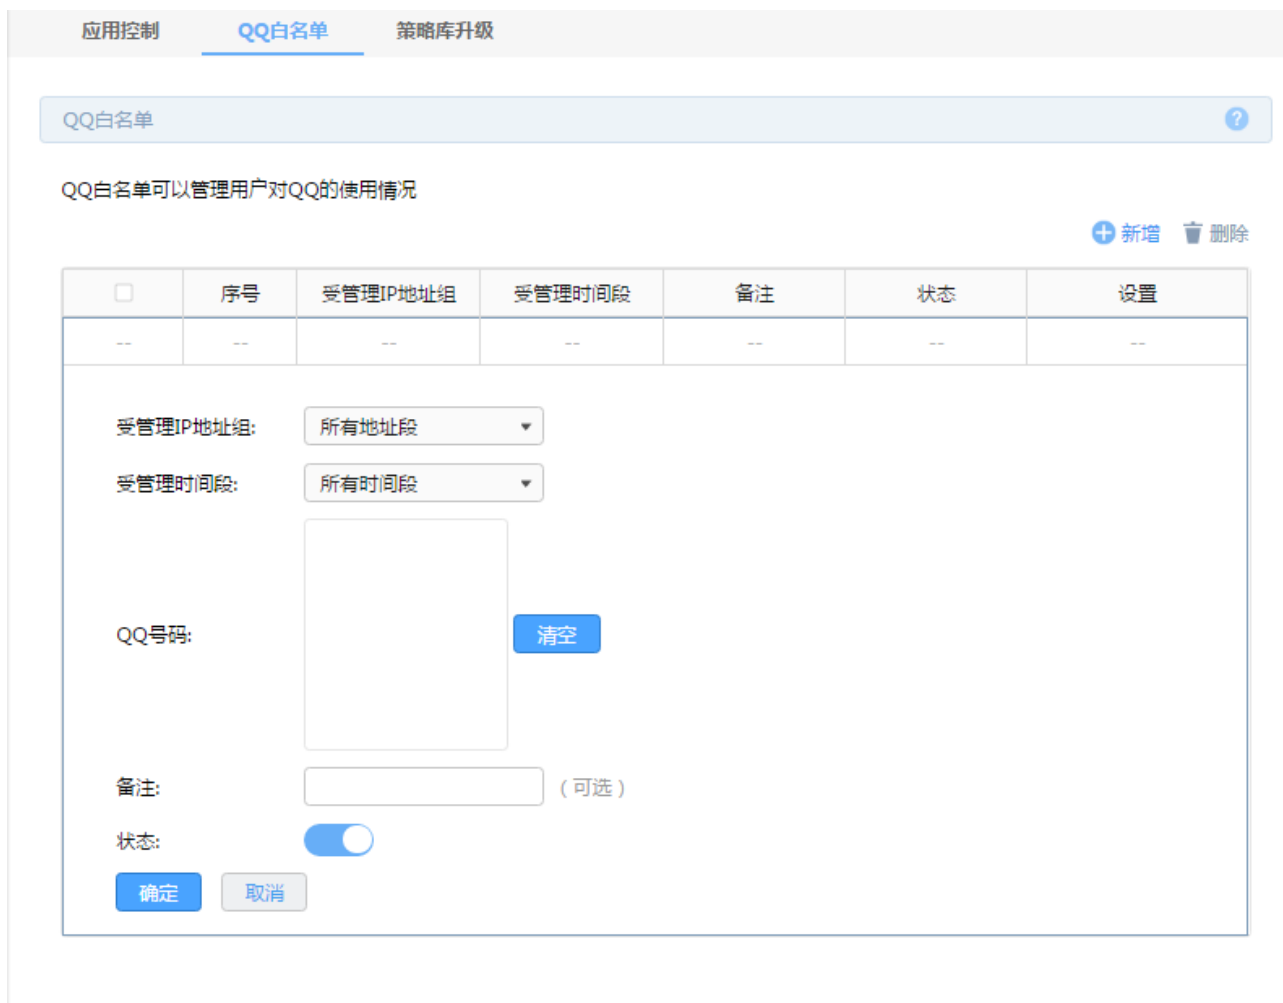 应用控制 QQ白名单 策略库升级
QQ白名单 ?
QQ白名单可以管理用户对QQ的使用情况
新增 删除
序号 受管理IP地址组 受管理时间段 备注 状态 设置
-- -- -- -- -- -- --
受管理IP地址组: 所有地址段
受管理时间段: 所有时间段
QQ号码: 清空
备注: (可选)
状态:
确定 取消